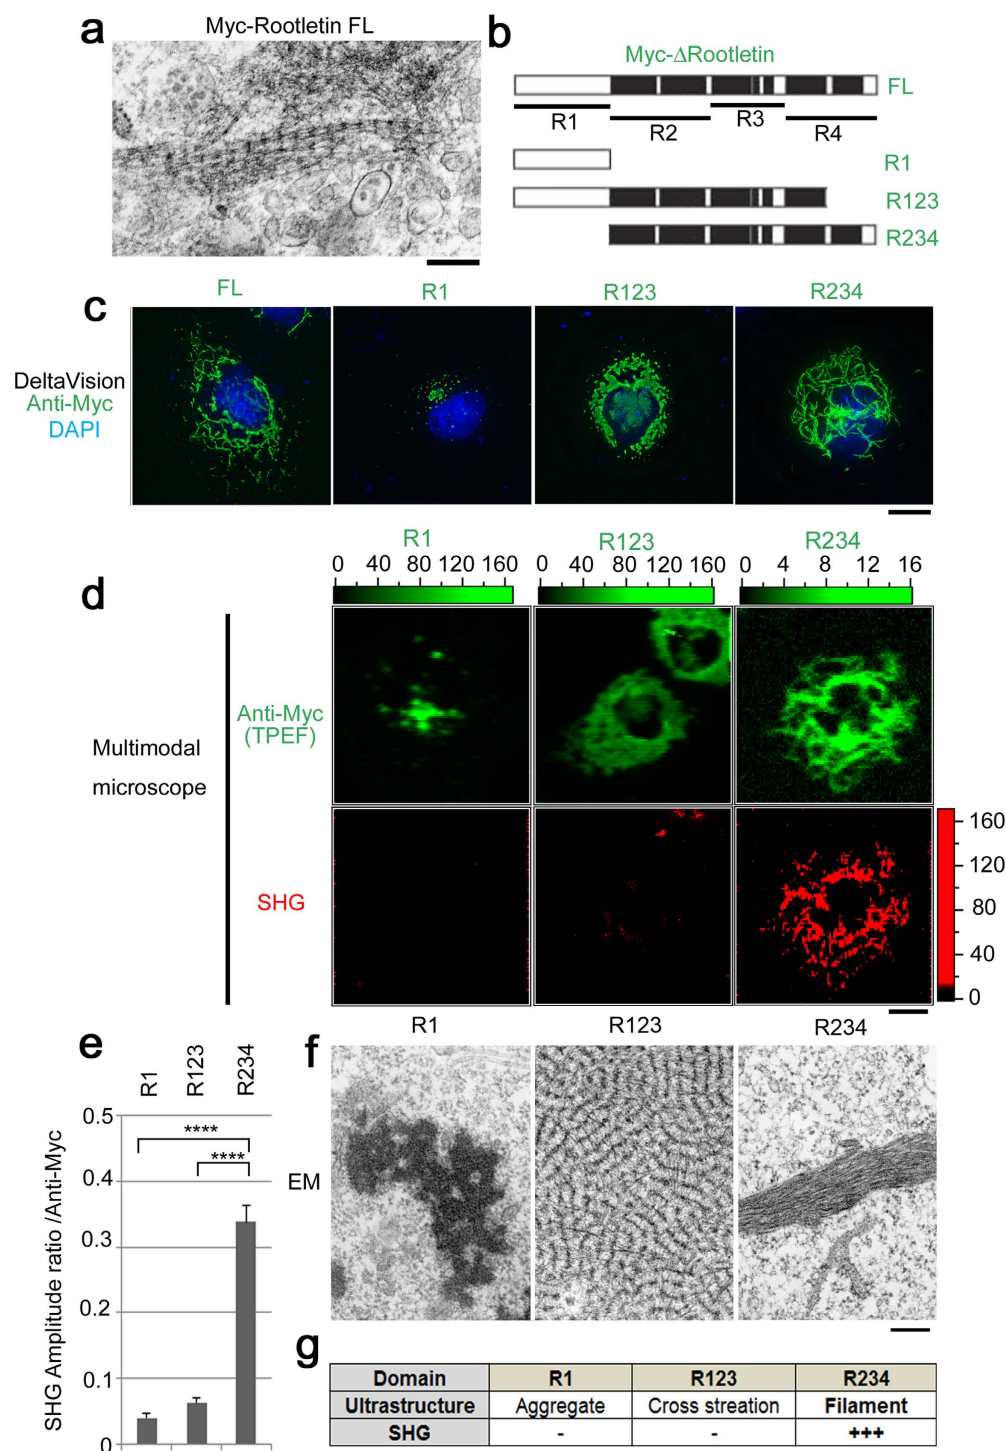 a
Myc-Rootletin FL
b
Myc-ΔRootletin
FL
R1
R2
R3
R4
R1
R123
R234
c
FL
R1
R123
R234
DeltaVision
Anti-Myc
DAPI
d
R1
R123
R234
0 40 80 120 160
0 40 80 120 160
0 4 8 12 16
Multimodal
microscope
Anti-Myc
(TPEF)
SHG
160
120
80
40
0
e
R1
R123
R234
SHG Amplitude ratio /Anti-Myc
0.5
0.4
0.3
0.2
0.1
0
****
****
f
R1
R123
R234
EM
g
Domain R1 R123 R234
Ultrastructure Aggregate Cross streation Filament
SHG - - +++